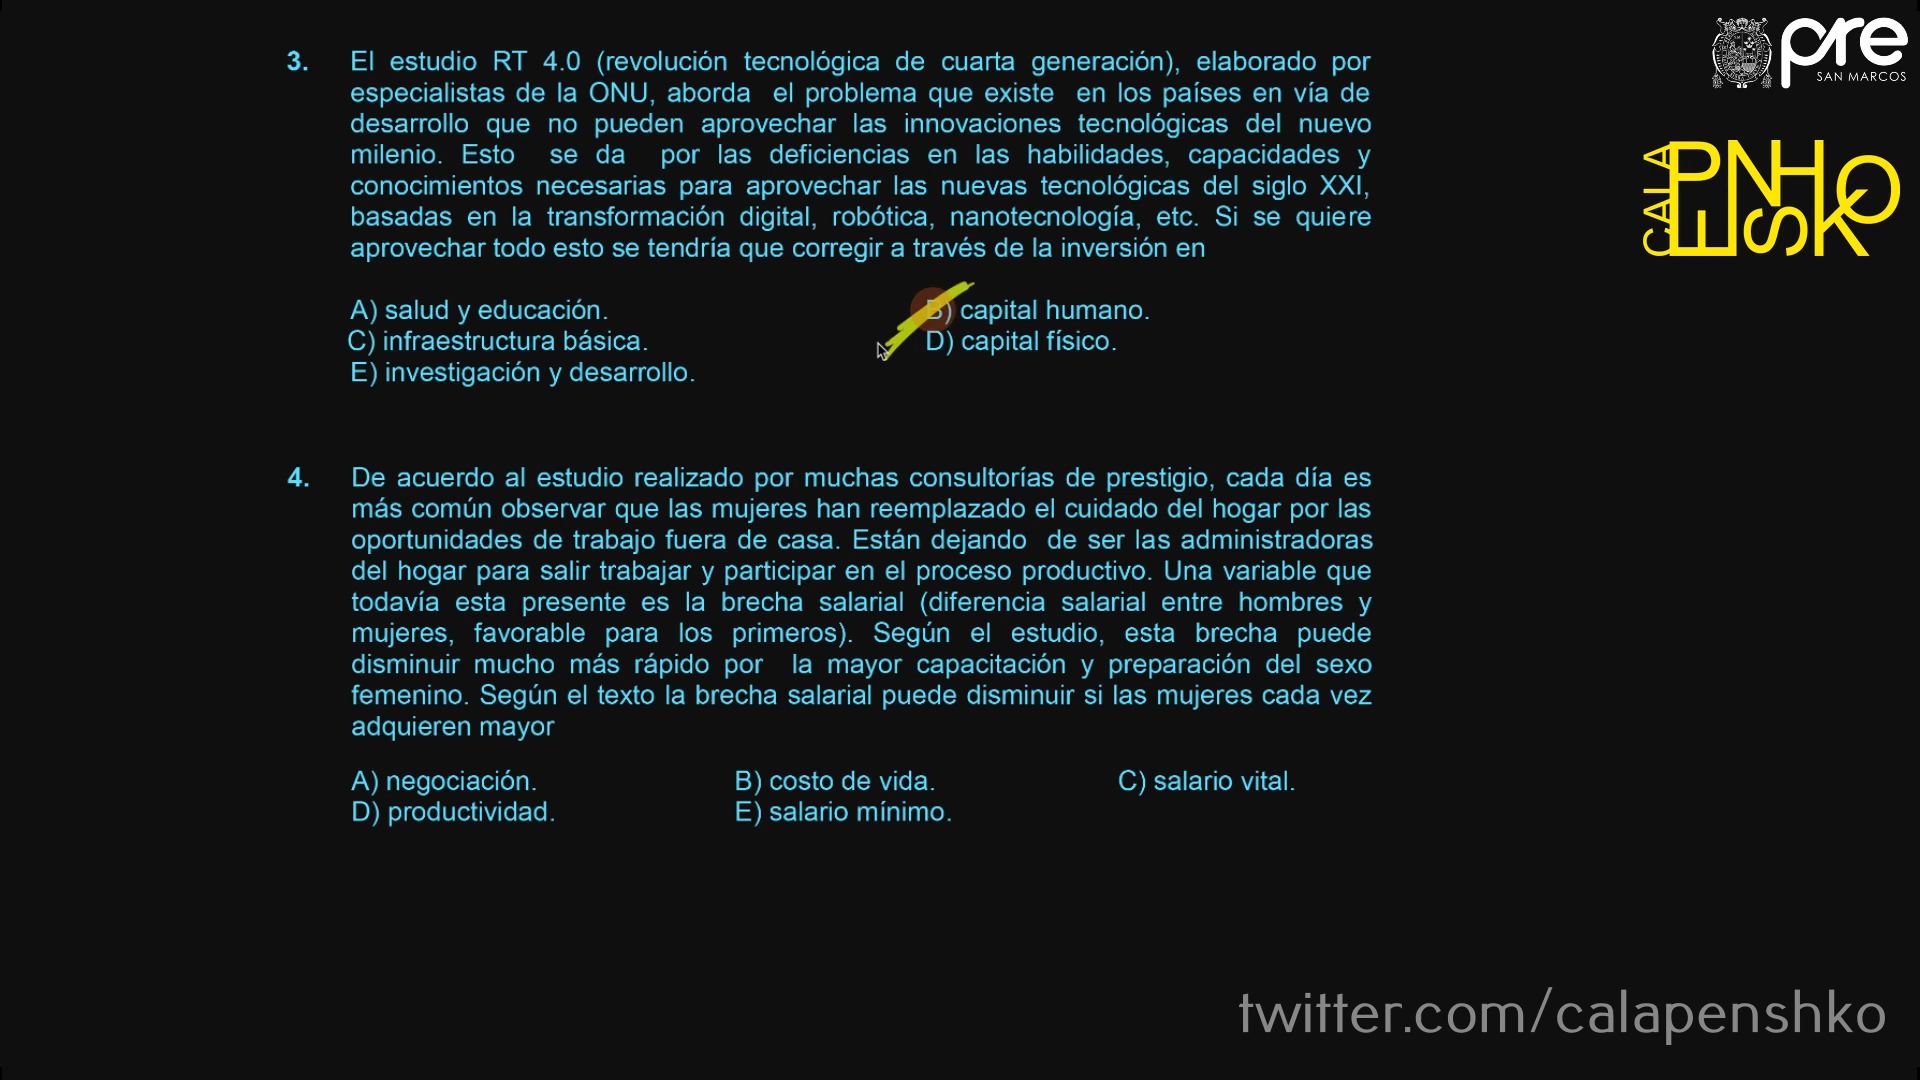 pre
SAN MARCOS
CALA
PENSHKO
3. El estudio RT 4.0 (revolución tecnológica de cuarta generación), elaborado por
especialistas de la ONU, aborda el problema que existe en los países en vía de
desarrollo que no pueden aprovechar las innovaciones tecnológicas del nuevo
milenio. Esto se da por las deficiencias en las habilidades, capacidades y
conocimientos necesarias para aprovechar las nuevas tecnológicas del siglo XXI,
basadas en la transformación digital, robótica, nanotecnología, etc. Si se quiere
aprovechar todo esto se tendría que corregir a través de la inversión en
A) salud y educación. B) capital humano.
C) infraestructura básica. D) capital físico.
E) investigación y desarrollo.
4. De acuerdo al estudio realizado por muchas consultorías de prestigio, cada día es
más común observar que las mujeres han reemplazado el cuidado del hogar por las
oportunidades de trabajo fuera de casa. Están dejando de ser las administradoras
del hogar para salir trabajar y participar en el proceso productivo. Una variable que
todavía esta presente es la brecha salarial (diferencia salarial entre hombres y
mujeres, favorable para los primeros). Según el estudio, esta brecha puede
disminuir mucho más rápido por la mayor capacitación y preparación del sexo
femenino. Según el texto la brecha salarial puede disminuir si las mujeres cada vez
adquieren mayor
A) negociación. B) costo de vida. C) salario vital.
D) productividad. E) salario mínimo.
twitter.com/calapenshko